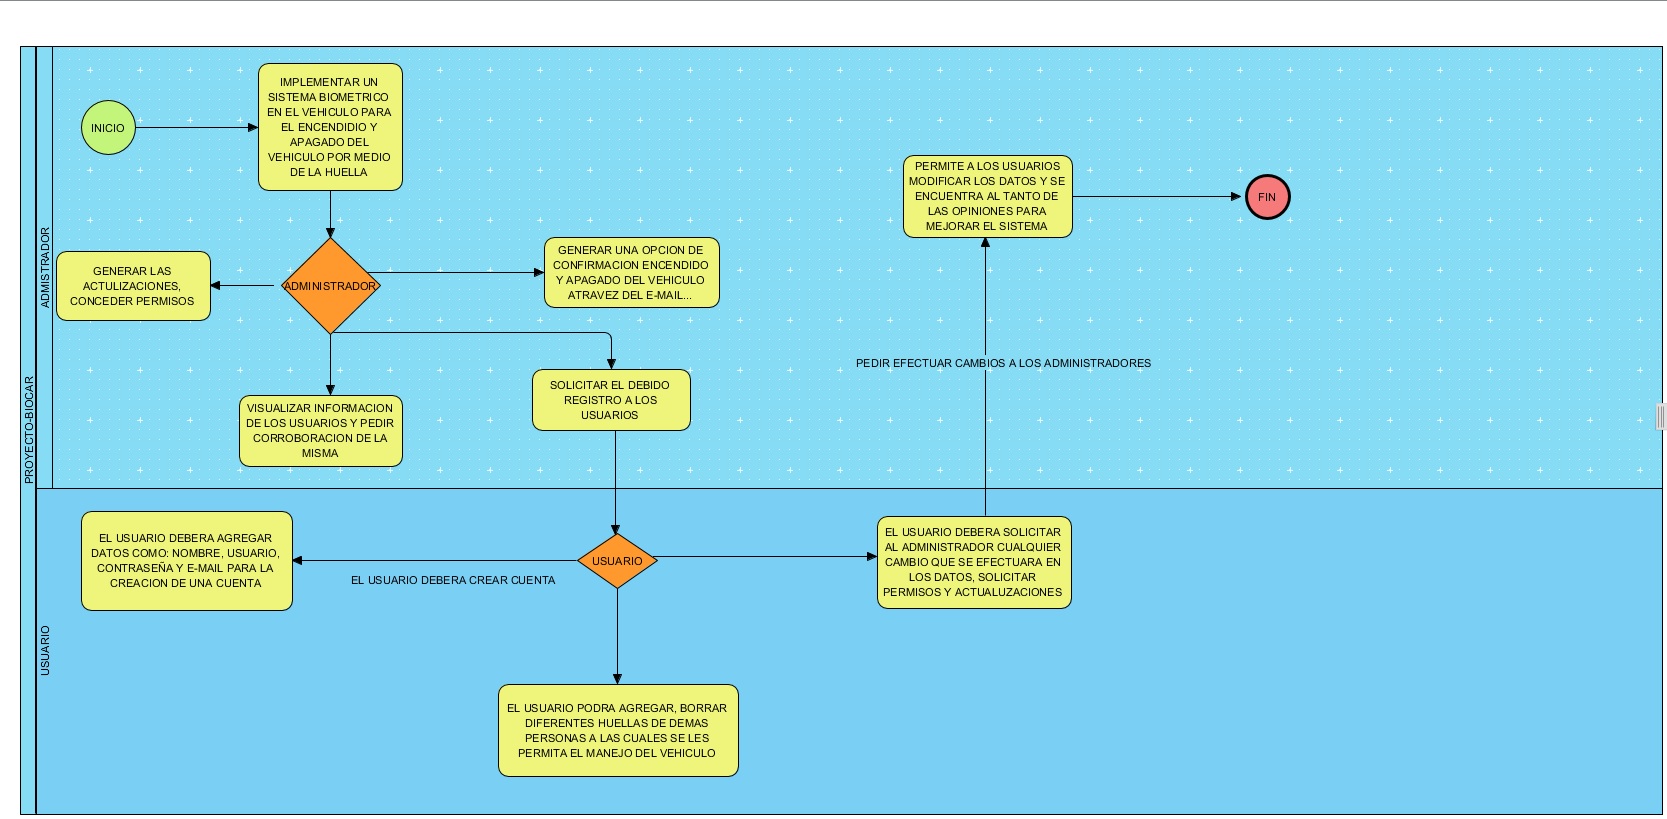 PROYECTO-BIOCAR
ADMISTRADOR
INICIO
IMPLEMENTAR UN
SISTEMA BIOMETRICO
EN EL VEHICULO PARA
EL ENCENDIDIO Y
APAGADO DEL
VEHICULO POR MEDIO
DE LA HUELLA
ADMINISTRADOR
GENERAR LAS
ACTULIZACIONES,
CONCEDER PERMISOS
GENERAR UNA OPCION DE
CONFIRMACION ENCENDIDO
Y APAGADO DEL VEHICULO
ATRAVEZ DEL E-MAIL...
VISUALIZAR INFORMACION
DE LOS USUARIOS Y PEDIR
CORROBORACION DE LA
MISMA
SOLICITAR EL DEBIDO
REGISTRO A LOS
USUARIOS
PERMITE A LOS USUARIOS
MODIFICAR LOS DATOS Y SE
ENCUENTRA AL TANTO DE
LAS OPINIONES PARA
MEJORAR EL SISTEMA
FIN
PEDIR EFECTUAR CAMBIOS A LOS ADMINISTRADORES
USUARIO
EL USUARIO DEBERA AGREGAR
DATOS COMO: NOMBRE, USUARIO,
CONTRASEÑA Y E-MAIL PARA LA
CREACION DE UNA CUENTA
EL USUARIO DEBERA CREAR CUENTA
USUARIO
EL USUARIO DEBERA SOLICITAR
AL ADMINISTRADOR CUALQUIER
CAMBIO QUE SE EFECTUARA EN
LOS DATOS, SOLICITAR
PERMISOS Y ACTUALUZACIONES
EL USUARIO PODRA AGREGAR, BORRAR
DIFERENTES HUELLAS DE DEMAS
PERSONAS A LAS CUALES SE LES
PERMITA EL MANEJO DEL VEHICULO